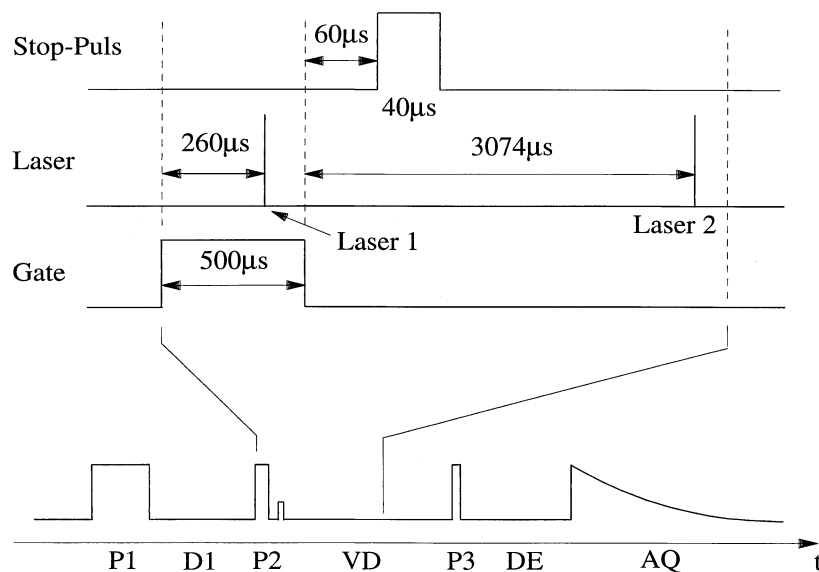 Stop-Puls
60µs
40µs
Laser
260µs
3074µs
Laser 1
Laser 2
Gate
500µs
P1 D1 P2 VD P3 DE AQ t